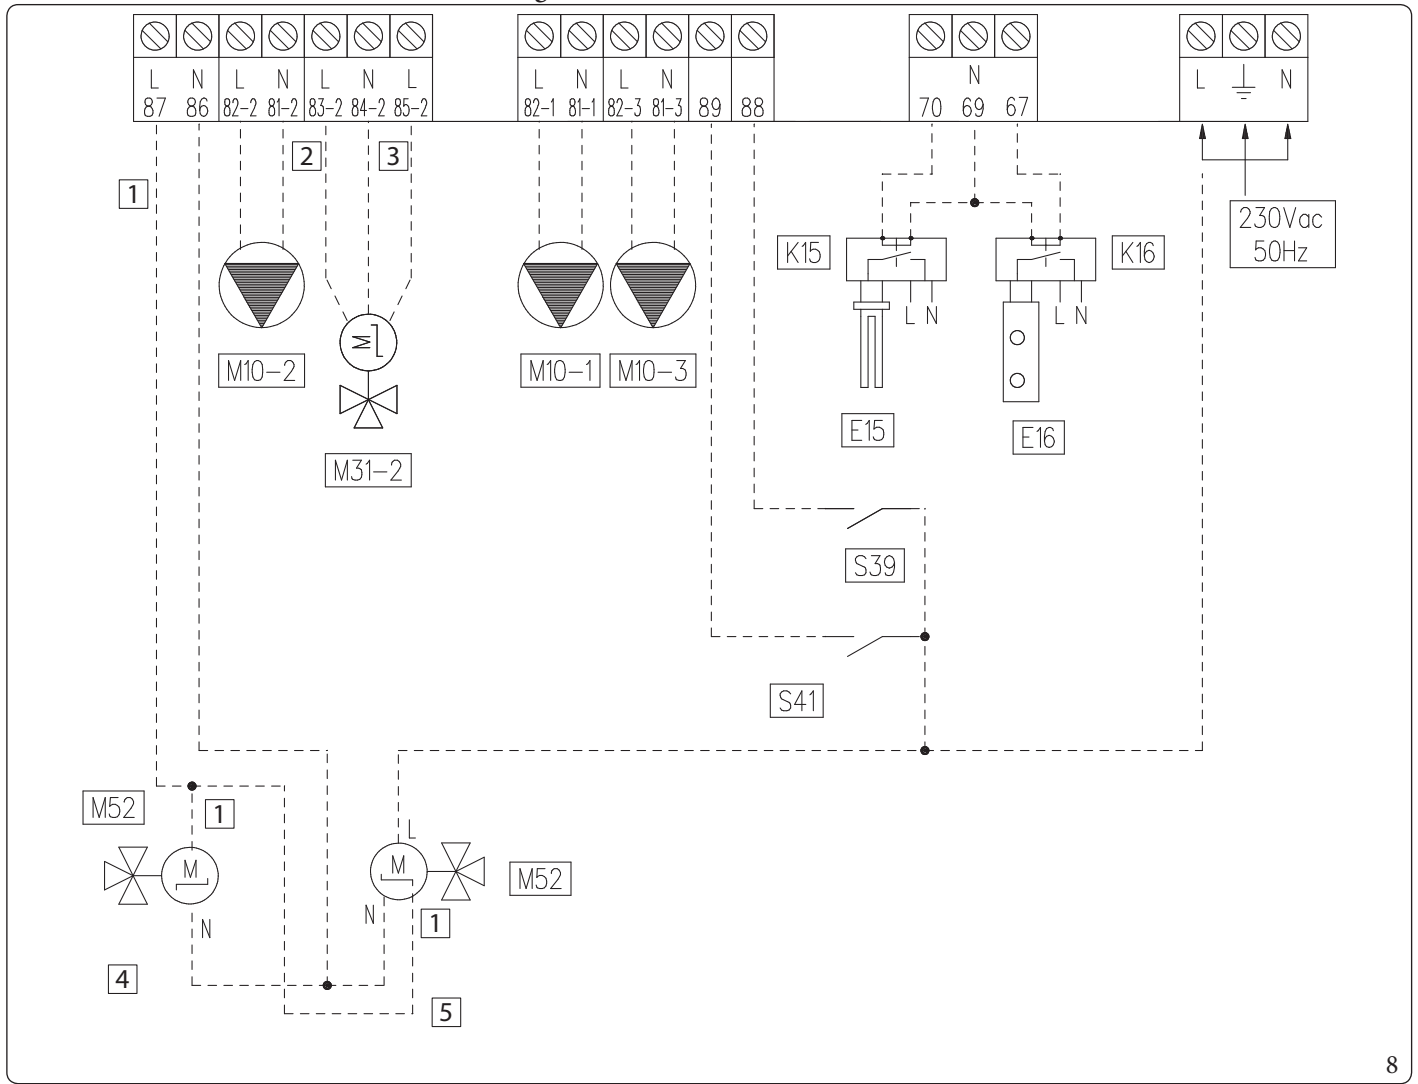 L N L N L N L
87 86 82-2 81-2 83-2 84-2 85-2
L N L N
82-1 81-1 82-3 81-3 89 88
N
70 69 67
L N
1
2
3
230Vac
50Hz
K15
K16
L N
L N
M
M10-2
M10-1
M10-3
M31-2
E15
E16
S39
S41
M52
1
L
M
N
M
N
M52
1
4
5
8